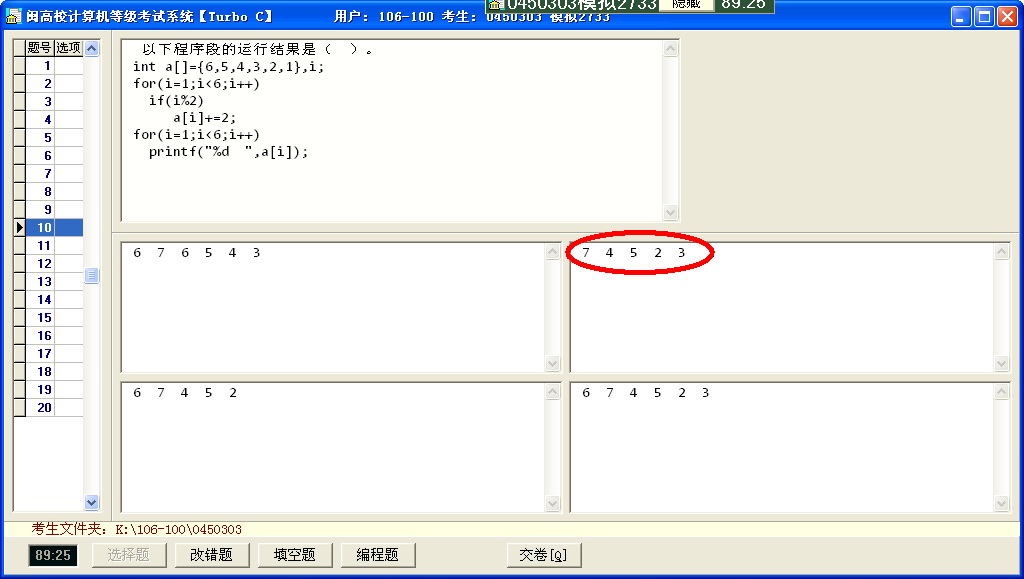 0450303模拟2733 隐藏 89:25
闽高校计算机等级考试系统【Turbo C】 用户: 106-100 考生: 0450303 模拟2733
题号 选项
1
2
3
4
5
6
7
8
9
10
11
12
13
14
15
16
17
18
19
20
以下程序段的运行结果是（ ）。
int a[]={6,5,4,3,2,1},i;
for(i=1;i<6;i++)
if(i%2)
a[i]+=2;
for(i=1;i<6;i++)
printf("%d  ",a[i]);
6 7 6 5 4 3
7 4 5 2 3
6 7 4 5 2
6 7 4 5 2 3
考生文件夹: K:\106-100\0450303
89:25 选择题 改错题 填空题 编程题 交卷[Q]